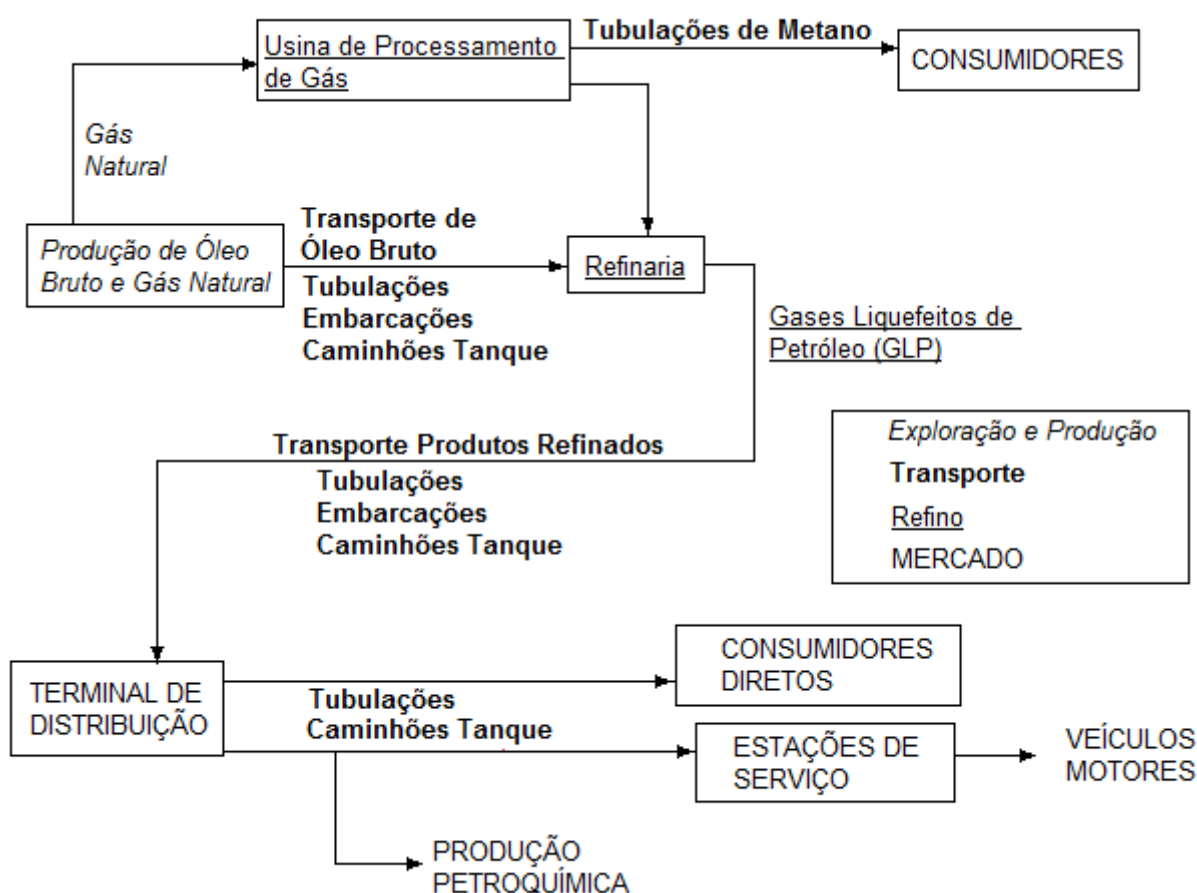 Tubulações de Metano
Usina de Processamento
de Gás
CONSUMIDORES
Gás
Natural
Transporte de
Óleo Bruto
Produção de Óleo
Bruto e Gás Natural
Refinaria
Tubulações
Embarcações
Caminhões Tanque
Gases Liquefeitos de
Petróleo (GLP)
Exploração e Produção
Transporte
Refino
MERCADO
Transporte Produtos Refinados
Tubulações
Embarcações
Caminhões Tanque
TERMINAL DE
DISTRIBUIÇÃO
CONSUMIDORES
DIRETOS
Tubulações
Caminhões Tanque
ESTAÇÕES DE
SERVIÇO
VEÍCULOS
MOTORES
PRODUÇÃO
PETROQUÍMICA